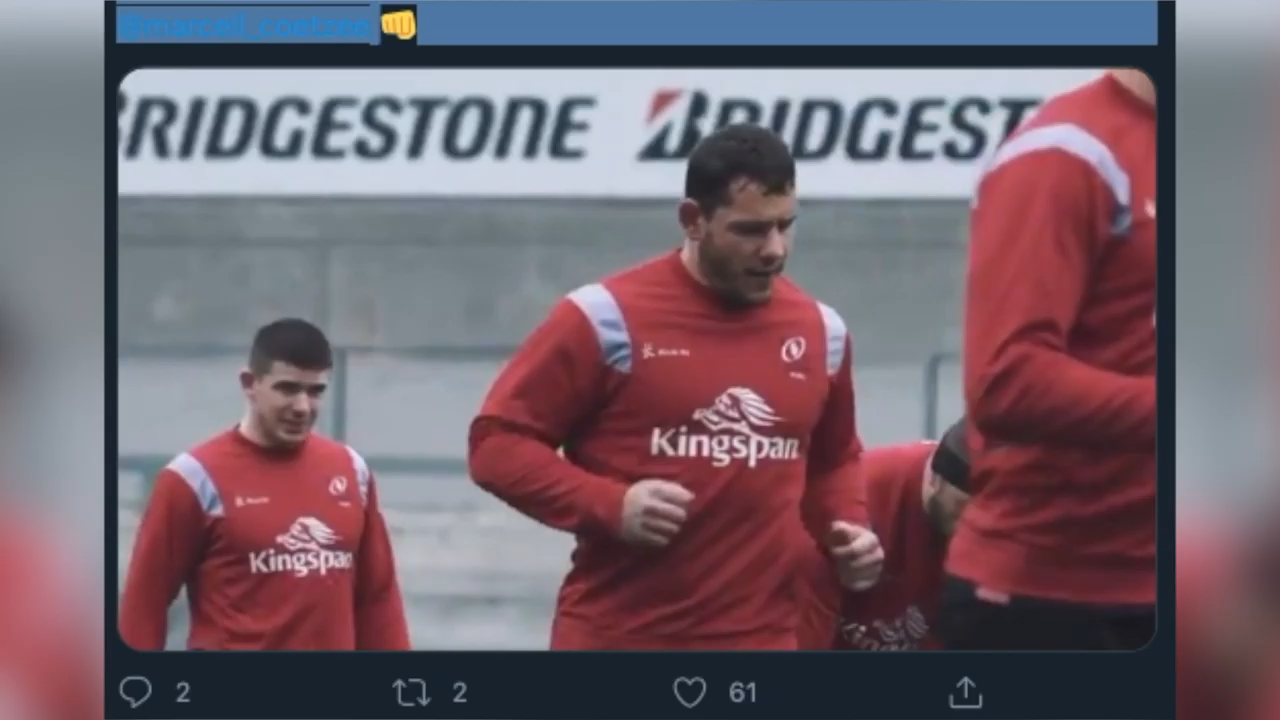 @marcell_coetzee 👊
BRIDGESTONE BRIDGEST
Kingspan
Kingspan
2 2 61